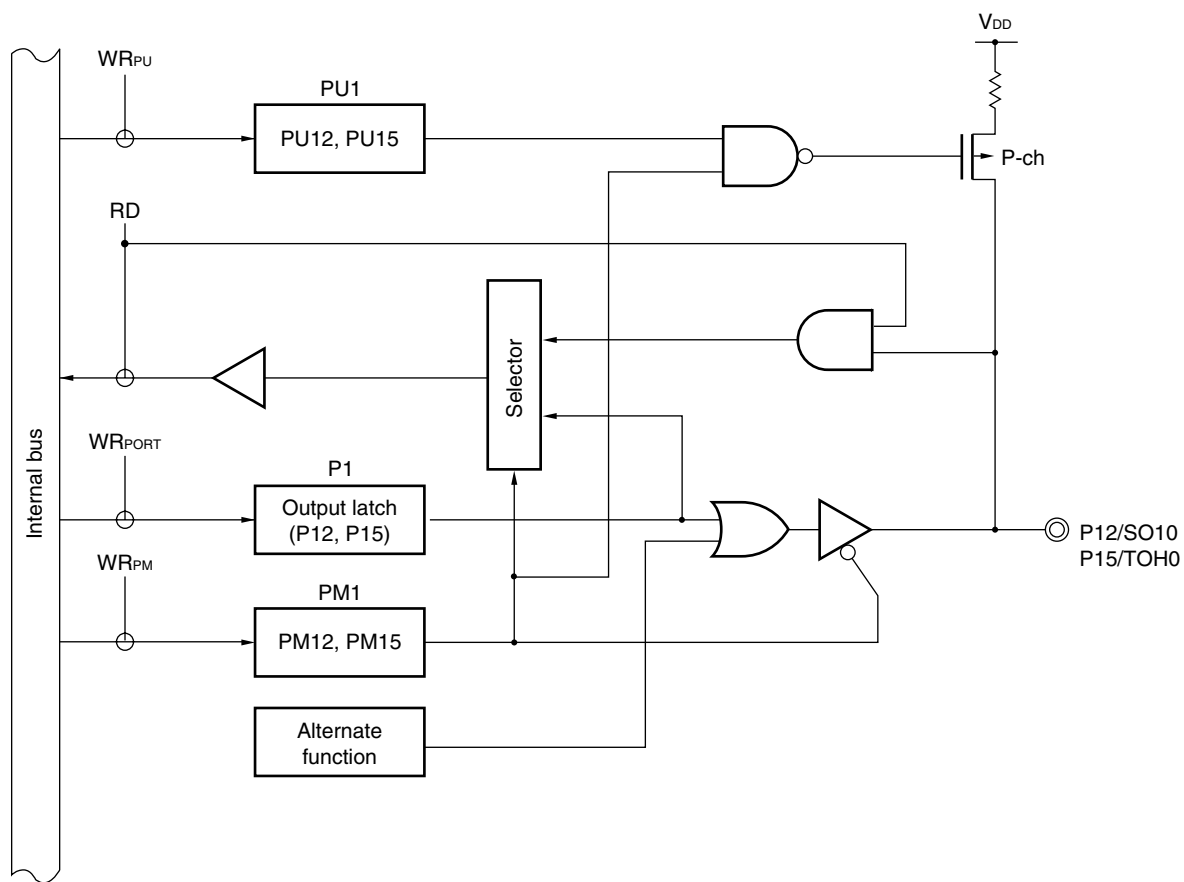 VDD
WRPU
PU1
PU12, PU15
P-ch
RD
Selector
Internal bus
WRPORT
P1
Output latch
(P12, P15)
P12/SO10
P15/TOH0
WRPM
PM1
PM12, PM15
Alternate
function